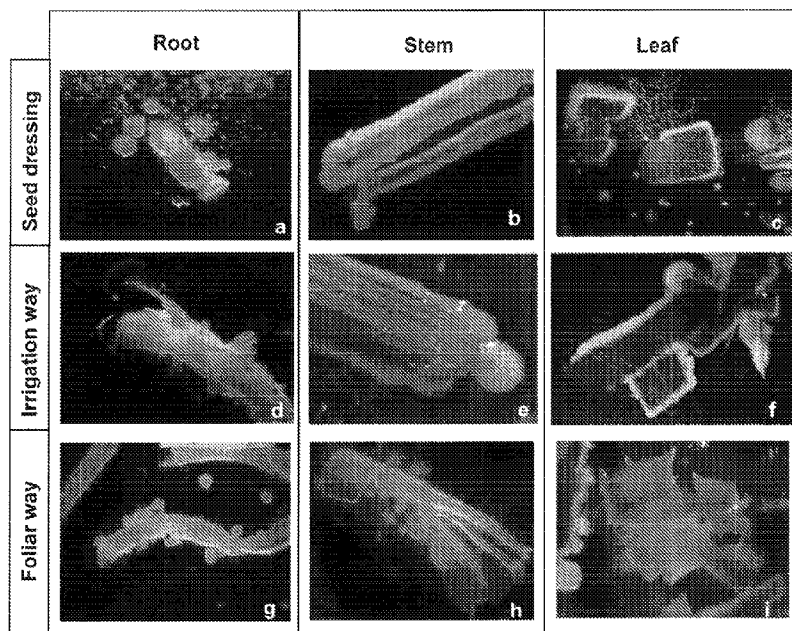 Root Stem Leaf
Seed dressing
a b c
Irrigation way
d e f
Foliar way
g h i